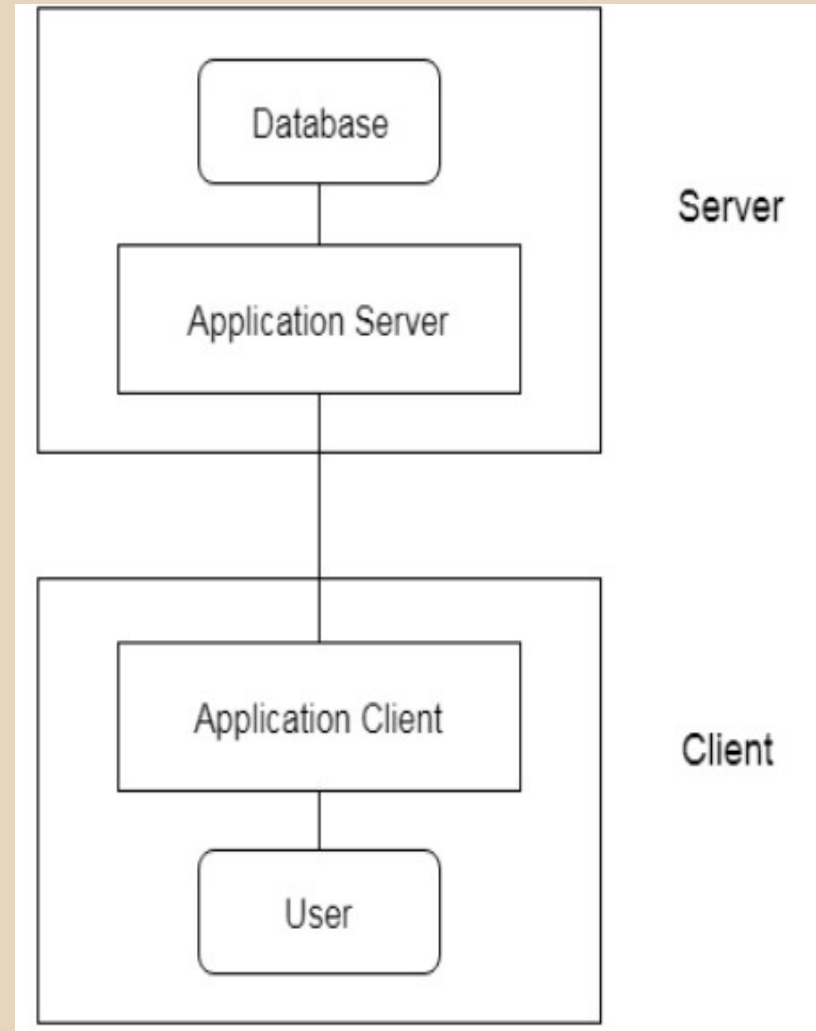 Database
Server
Application Server
Application Client
Client
User